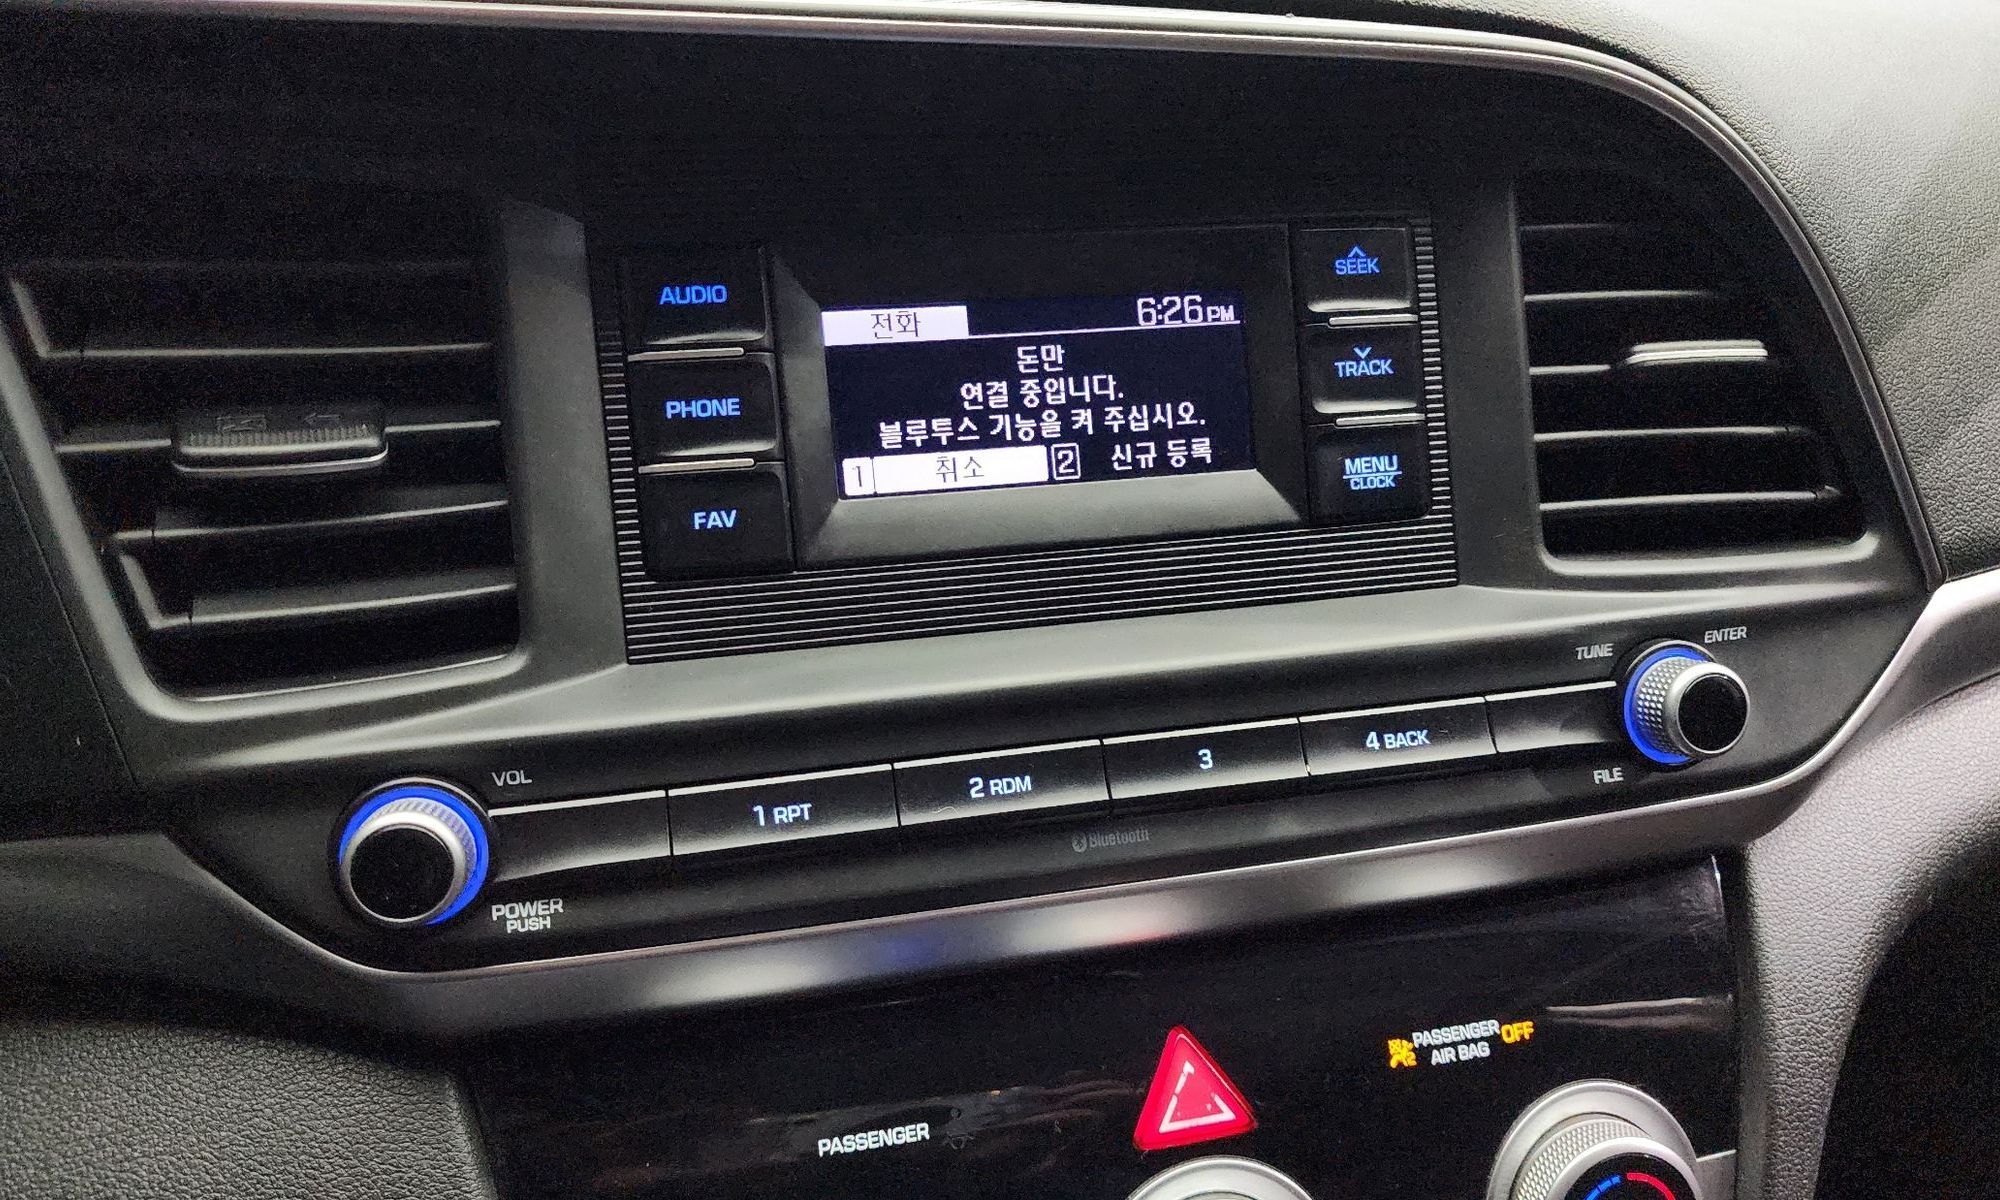 AUDIO
PHONE
FAV
전화 6:26PM
돈만
연결 중입니다.
블루투스 기능을 켜 주십시오.
1 취소 2 신규 등록
SEEK
TRACK
MENU
CLOCK
VOL
POWER
PUSH
1 RPT
2 RDM
3
4 BACK
Bluetooth
TUNE
ENTER
FILE
PASSENGER
PASSENGER OFF
AIR BAG
2